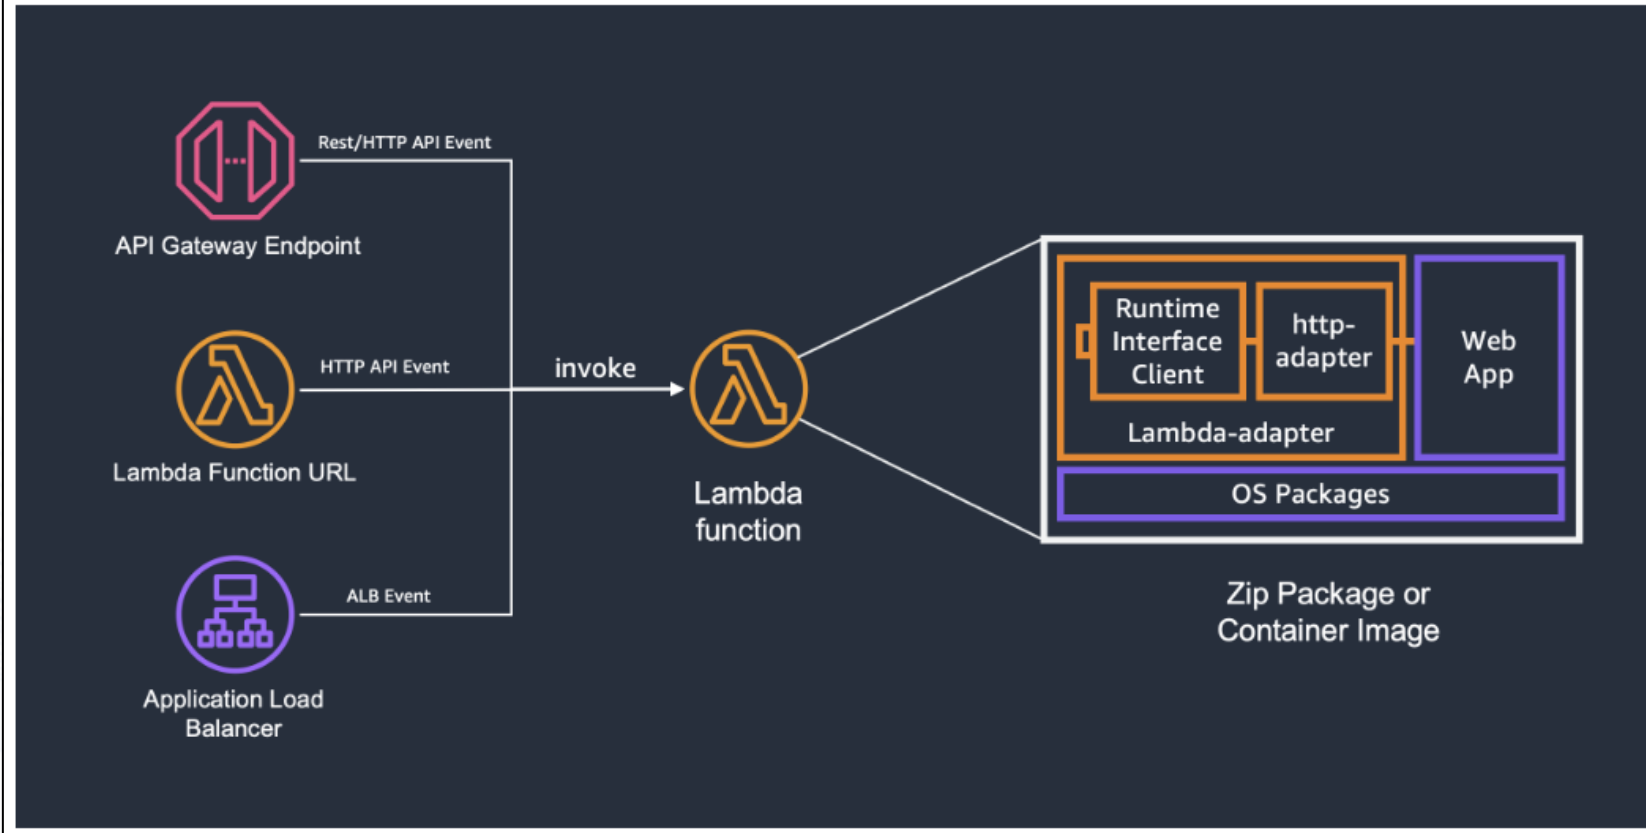 Rest/HTTP API Event
API Gateway Endpoint
HTTP API Event
Lambda Function URL
ALB Event
Application Load
Balancer
invoke
Lambda
function
Runtime
Interface
Client
http-
adapter
Lambda-adapter
Web
App
OS Packages
Zip Package or
Container Image